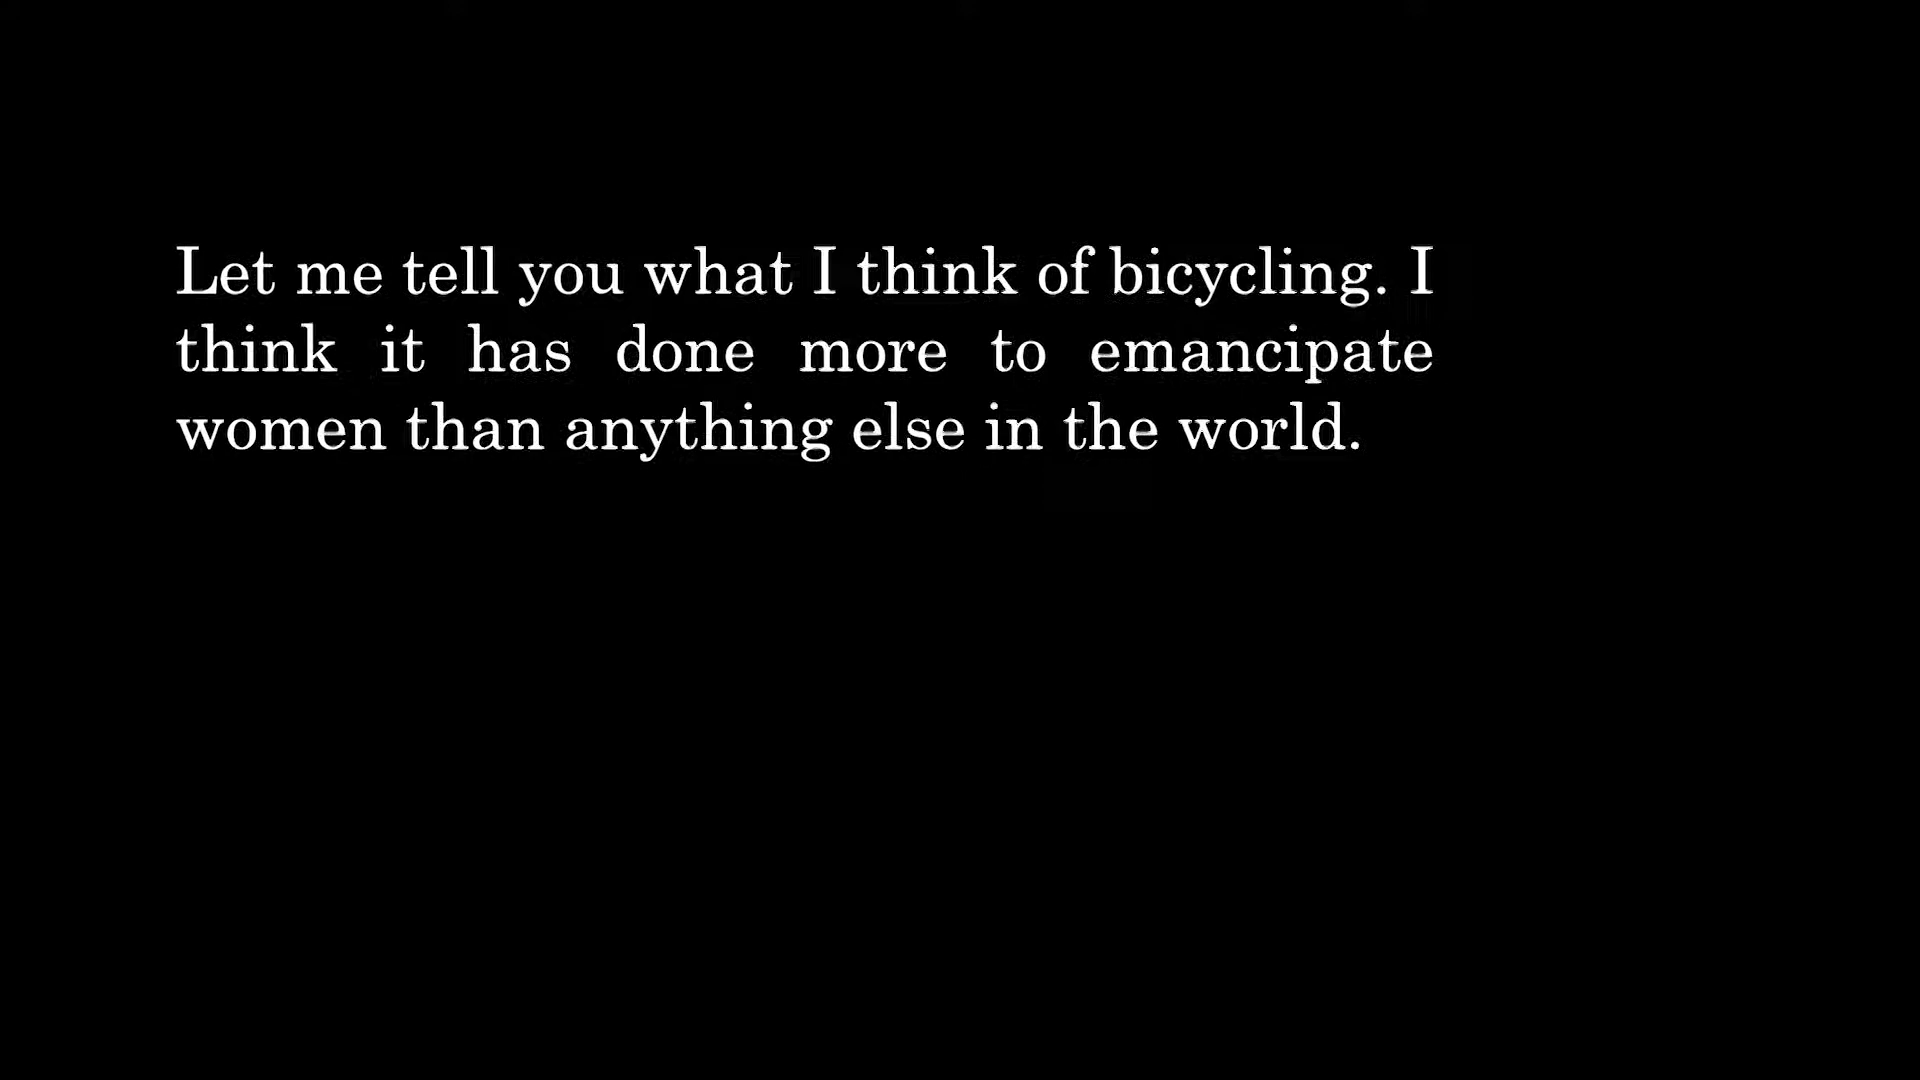 Let me tell you what I think of bicycling. I
think it has done more to emancipate
women than anything else in the world.